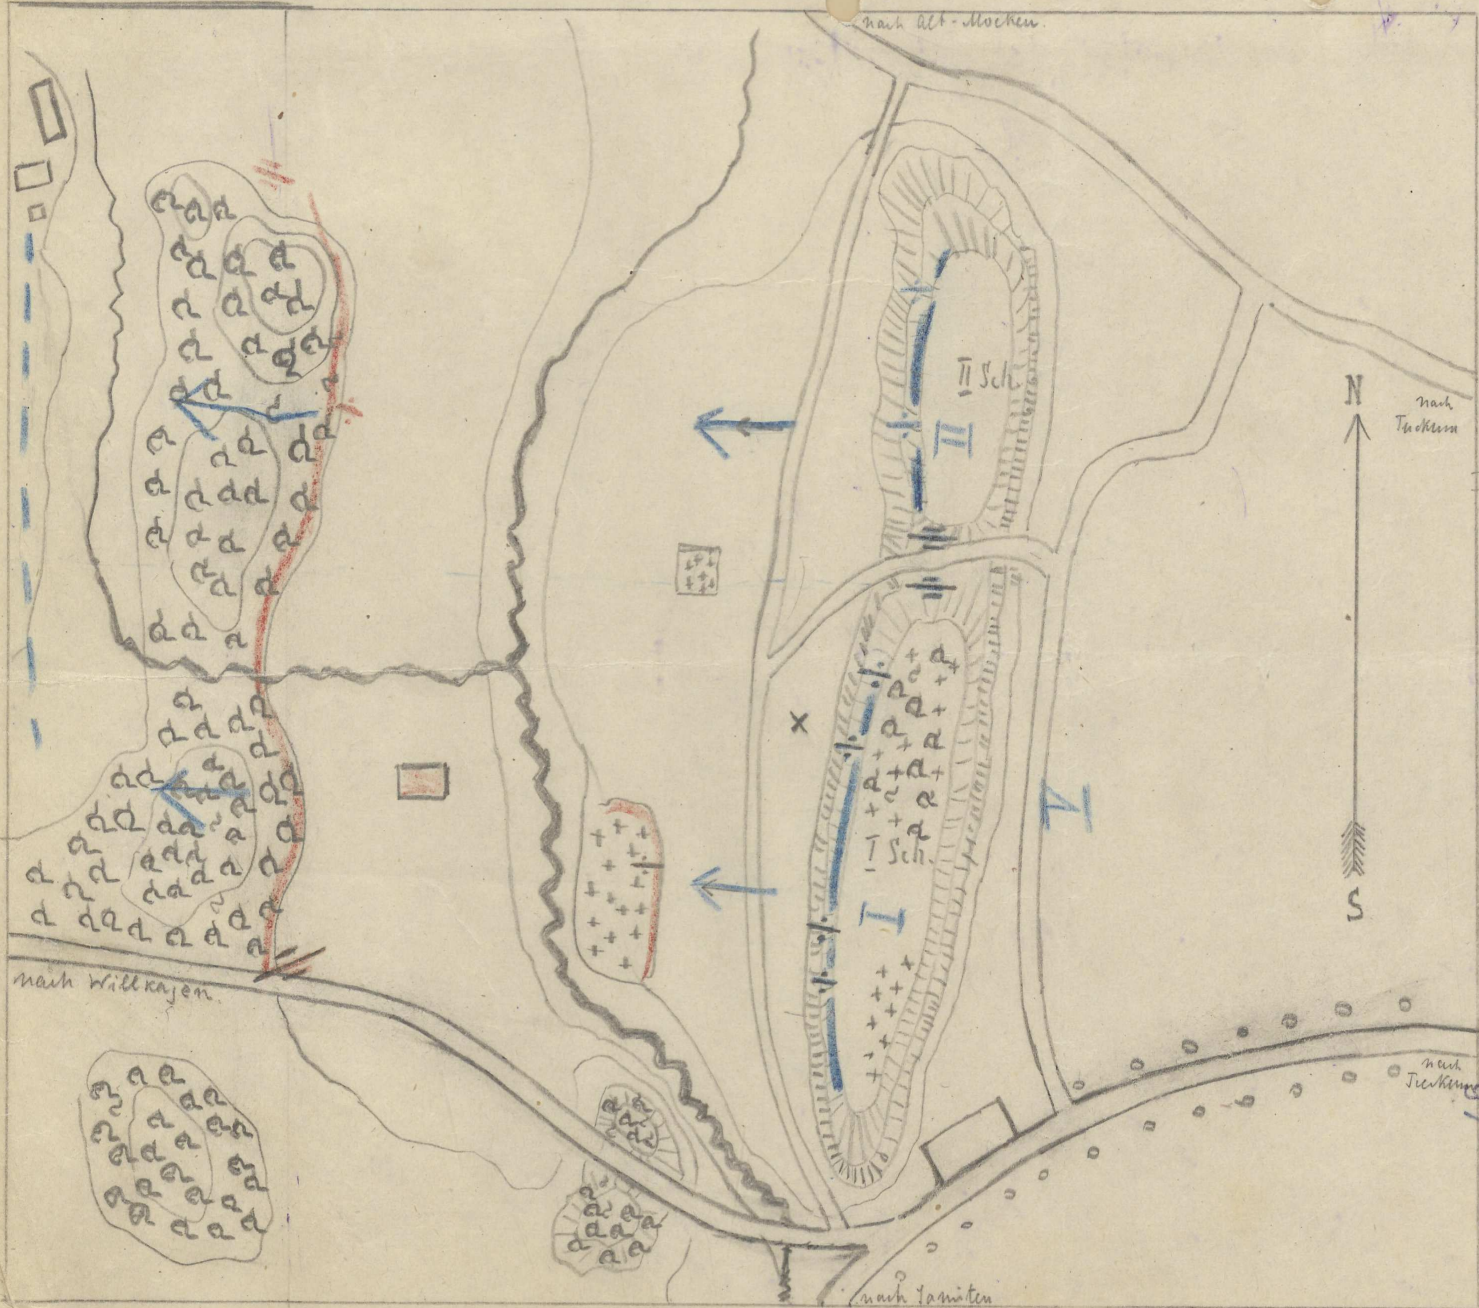 nach Alt-Mocken.
II Sch.
II
N
nach
Tuckum
I Sch.
I
V
S
nach Willkajen.
nach
Tuckum
nach Samiten